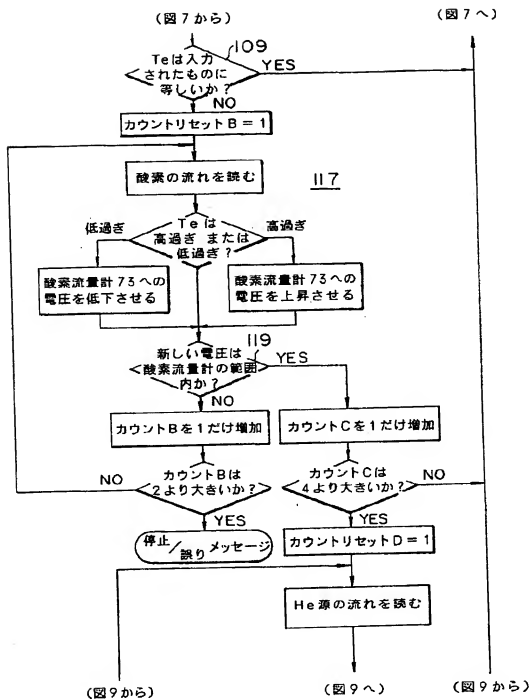 (図7から)
(図7へ)
109
Teは入力
されたものに
等しいか?
YES
NO
カウントリセットB=1
酸素の流れを読む
117
低過ぎ
Teは
高過ぎ または
低過ぎ?
高過ぎ
酸素流量計73への
電圧を低下させる
酸素流量計73への
電圧を上昇させる
119
新しい電圧は
酸素流量計の範囲
内か?
YES
NO
カウントBを1だけ増加
カウントCを1だけ増加
NO
カウントBは
2より大きいか?
カウントCは
4より大きいか?
NO
YES
YES
停止/誤りメッセージ
カウントリセットD=1
He源の流れを読む
(図9から)
(図9へ)
(図9から)